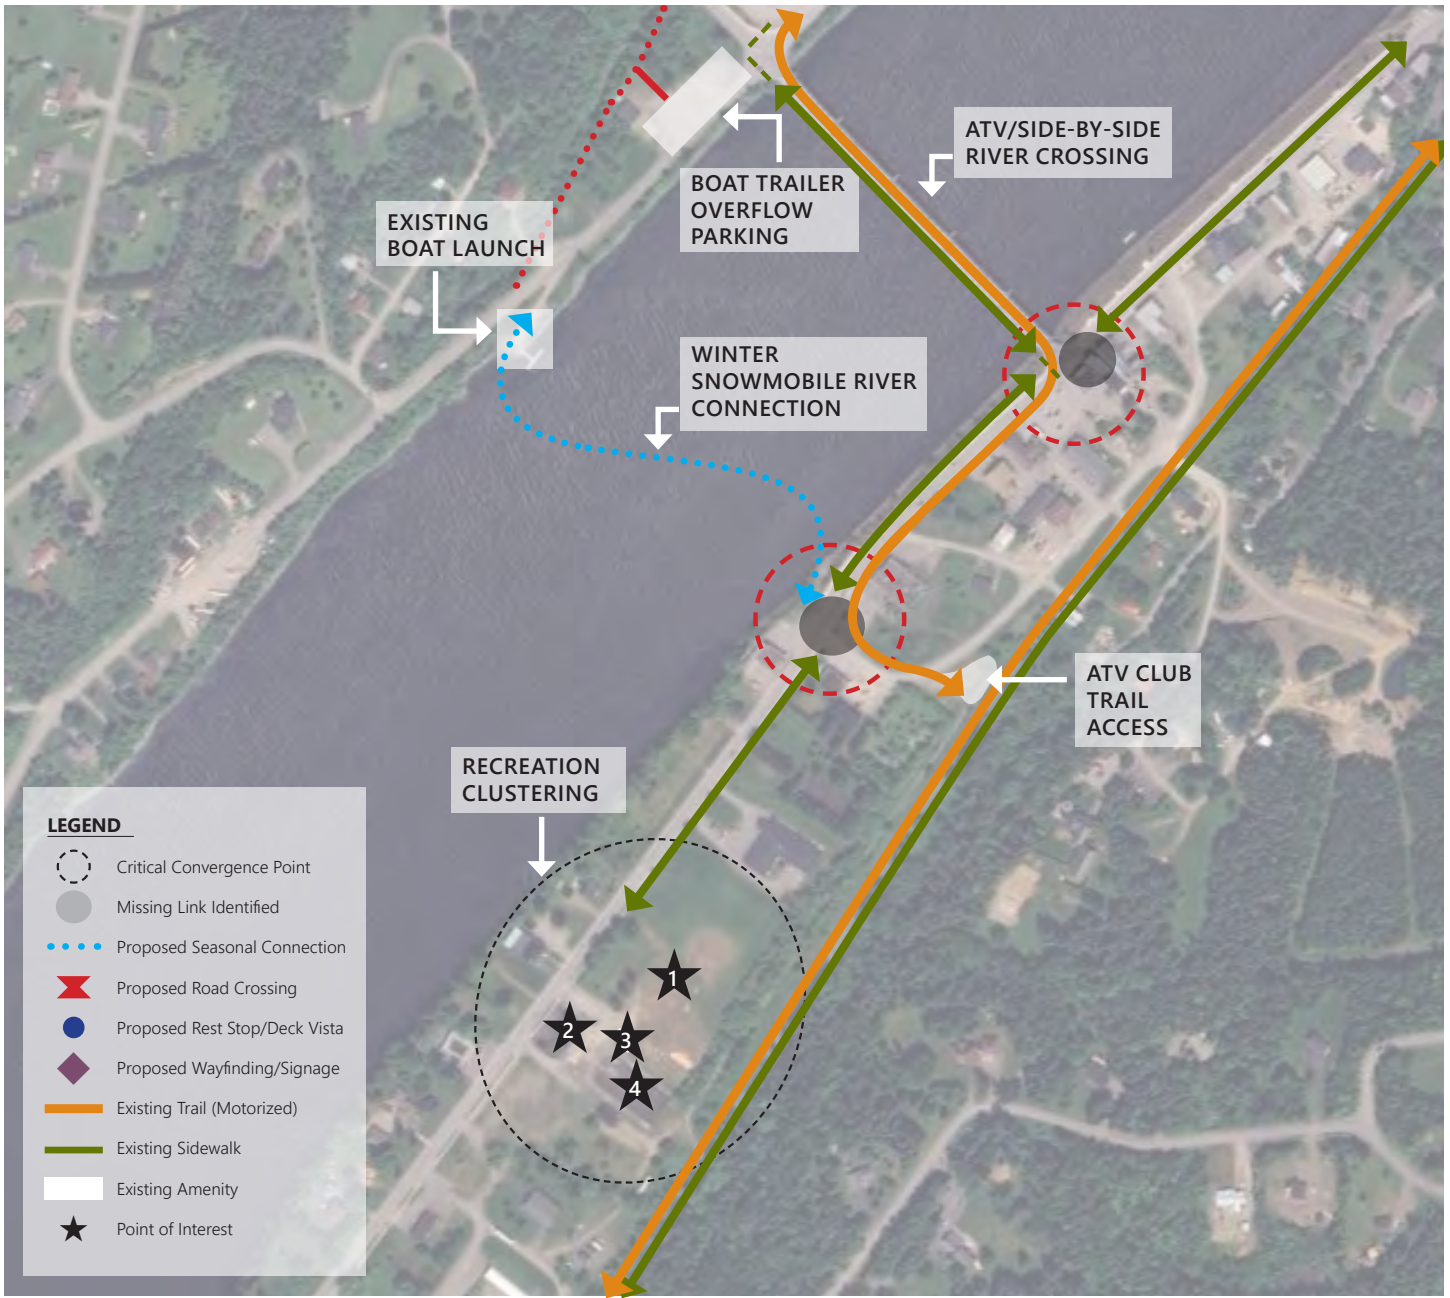 ATV/SIDE-BY-SIDE
RIVER CROSSING
BOAT TRAILER
OVERFLOW
PARKING
EXISTING
BOAT LAUNCH
WINTER
SNOWMOBILE RIVER
CONNECTION
ATV CLUB
TRAIL
ACCESS
RECREATION
CLUSTERING
1
2
3
4
LEGEND
Critical Convergence Point
Missing Link Identified
Proposed Seasonal Connection
Proposed Road Crossing
Proposed Rest Stop/Deck Vista
Proposed Wayfinding/Signage
Existing Trail (Motorized)
Existing Sidewalk
Existing Amenity
Point of Interest